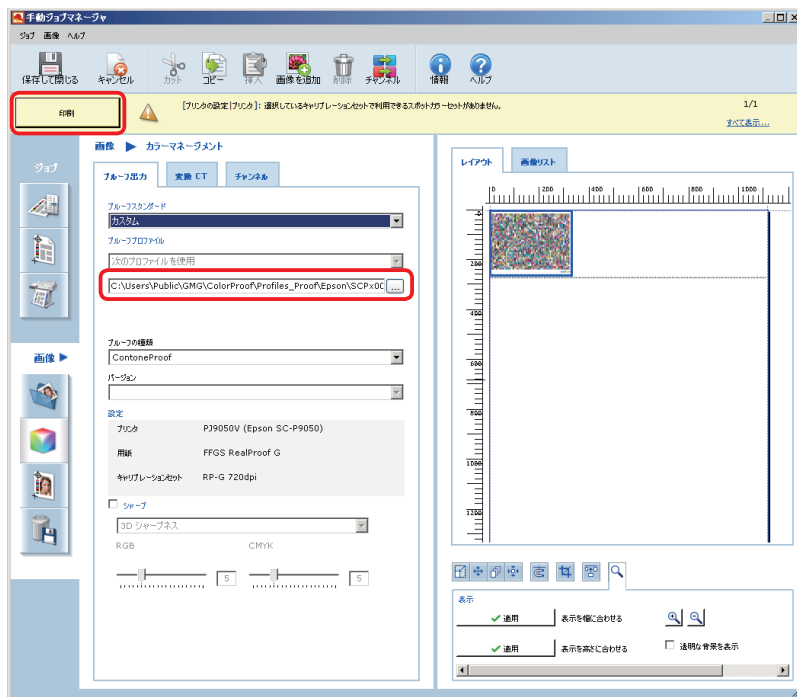 手動ジョブマネージャ
ジョブ 画像 ヘルプ
保存して閉じる キャンセル カット コピー 挿入 画像を追加 削除 チャンネル 情報 ヘルプ
印刷
[プリンタの設定|プリンタ]: 選択しているキャリブレーションセットで利用できるスポットカラーセットがありません。
1/1
すべて表示...
ジョブ
画像 ▶ カラーマネージメント
プルーフ出力 変換 CT チャンネル
プルーフスタンダード
カスタム
プルーフプロファイル
次のプロファイルを使用
C:\Users\Public\GMG\ColorProof\Profiles_Proof\Epson\SCPx00 ...
プルーフの種類
ContoneProof
バージョン
設定
プリンタ PJ9050V (Epson SC-P9050)
用紙 FFGS RealProof G
キャリブレーションセット RP-G 720dpi
シャープ
3D シャープネス
RGB CMYK
5 5
画像 ▶
レイアウト 画像リスト
0 200 400 600 800 1000
0
200
400
600
800
1000
1200
表示
適用 表示を幅に合わせる
適用 表示を高さに合わせる 透明な背景を表示